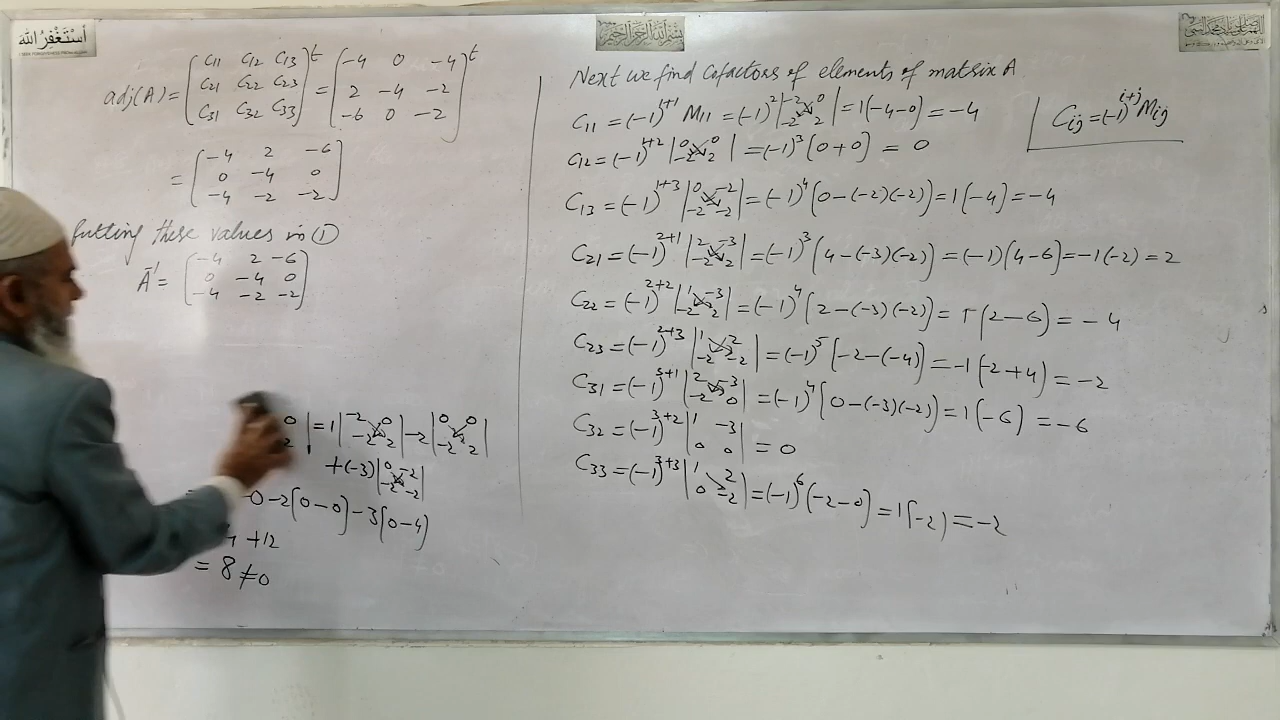 أستغفر الله
بسم الله الرحمن الرحيم
adj(A) = [C11 C12 C13; C21 C22 C23; C31 C32 C33]^t = [-4 0 -4; 2 -4 -2; -6 0 -2]^t
= [-4 2 -6; 0 -4 0; -4 -2 -2]
Putting these values in ①
A^-1 = [-4 2 -6; 0 -4 0; -4 -2 -2]
0 2 | = 1 |-2 0; -2 2| -2 |0 0; -2 2|
+(-3) |0 -2; -2 -2|
-0 -2(0-0) -3(0-4)
4 +12
= 8 ≠ 0
Next we find Cofactors of elements of matrix A
Cij = (-1)^i+j Mij
C11 = (-1)^1+1 M11 = (-1)^2 |-2 0; -2 2| = 1(-4-0) = -4
C12 = (-1)^1+2 |0 0; -2 2| = (-1)^3 (0+0) = 0
C13 = (-1)^1+3 |0 -2; -2 -2| = (-1)^4 (0-(-2)(-2)) = 1(-4) = -4
C21 = (-1)^2+1 |2 -3; -2 2| = (-1)^3 (4-(-3)(-2)) = (-1)(4-6) = -1(-2) = 2
C22 = (-1)^2+2 |1 -3; -2 2| = (-1)^4 (2-(-3)(-2)) = 1(2-6) = -4
C23 = (-1)^2+3 |1 2; -2 -2| = (-1)^5 (-2-(-4)) = -1(-2+4) = -2
C31 = (-1)^3+1 |2 -3; -2 0| = (-1)^4 (0-(-3)(-2)) = 1(-6) = -6
C32 = (-1)^3+2 |1 -3; 0 0| = 0
C33 = (-1)^3+3 |1 2; 0 -2| = (-1)^6 (-2-0) = 1(-2) = -2